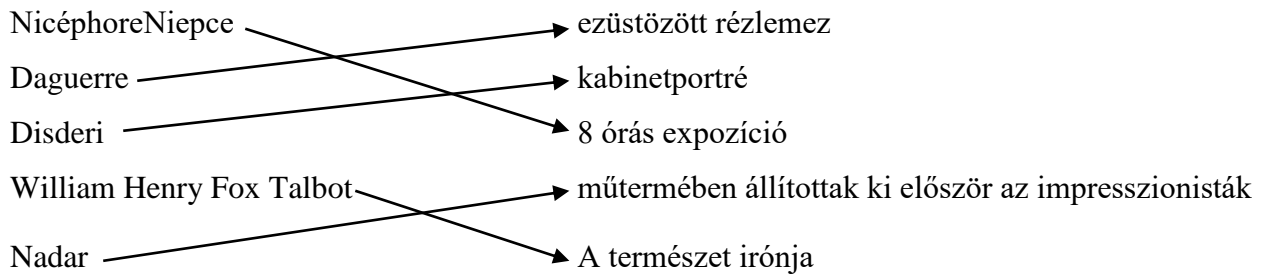 NicéphoreNiepce ezüstözött rézlemez
Daguerre kabinetportré
Disderi 8 órás expozíció
William Henry Fox Talbot műtermében állítottak ki először az impresszionisták
Nadar A természet irónja